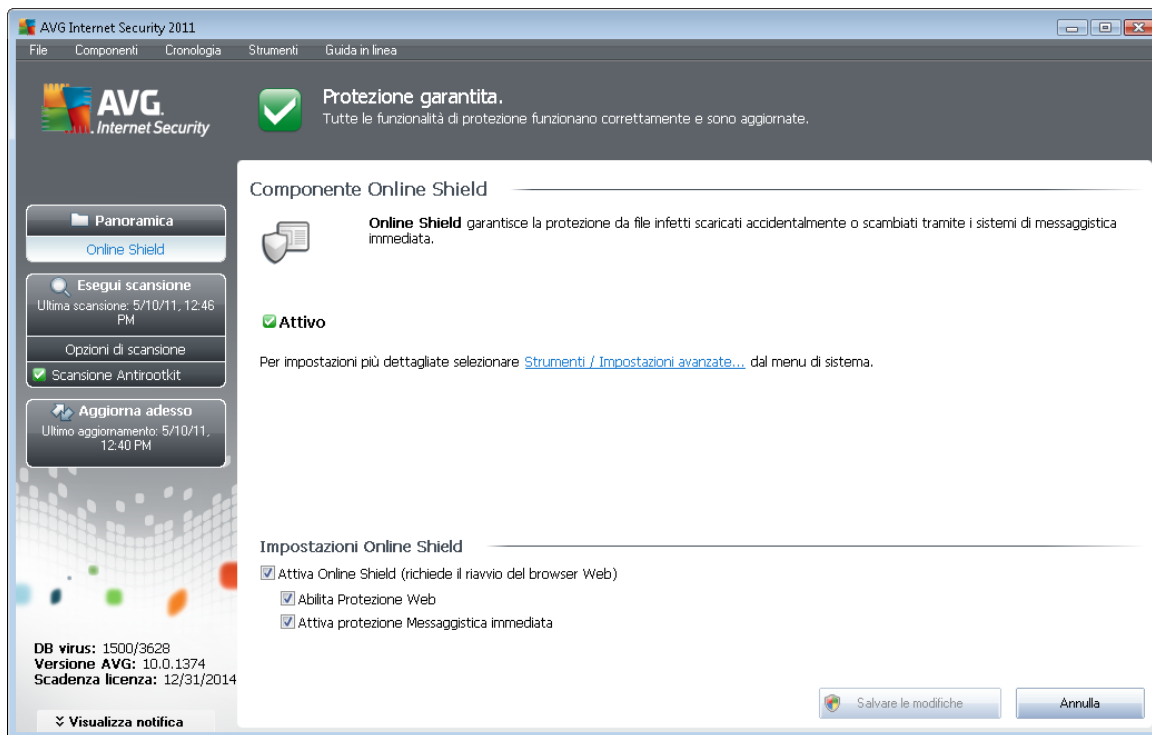 AVG Internet Security 2011
File Componenti Cronologia Strumenti Guida in linea
AVG.
Internet Security
Protezione garantita.
Tutte le funzionalità di protezione funzionano correttamente e sono aggiornate.
Panoramica
Online Shield
Esegui scansione
Ultima scansione: 5/10/11, 12:46
PM
Opzioni di scansione
Scansione Antirootkit
Aggiorna adesso
Ultimo aggiornamento: 5/10/11,
12:40 PM
DB virus: 1500/3628
Versione AVG: 10.0.1374
Scadenza licenza: 12/31/2014
Visualizza notifica
Componente Online Shield
Online Shield garantisce la protezione da file infetti scaricati accidentalmente o scambiati tramite i sistemi di messaggistica
immediata.
Attivo
Per impostazioni più dettagliate selezionare Strumenti / Impostazioni avanzate... dal menu di sistema.
Impostazioni Online Shield
Attiva Online Shield (richiede il riavvio del browser Web)
Abilita Protezione Web
Attiva protezione Messaggistica immediata
Salvare le modifiche
Annulla